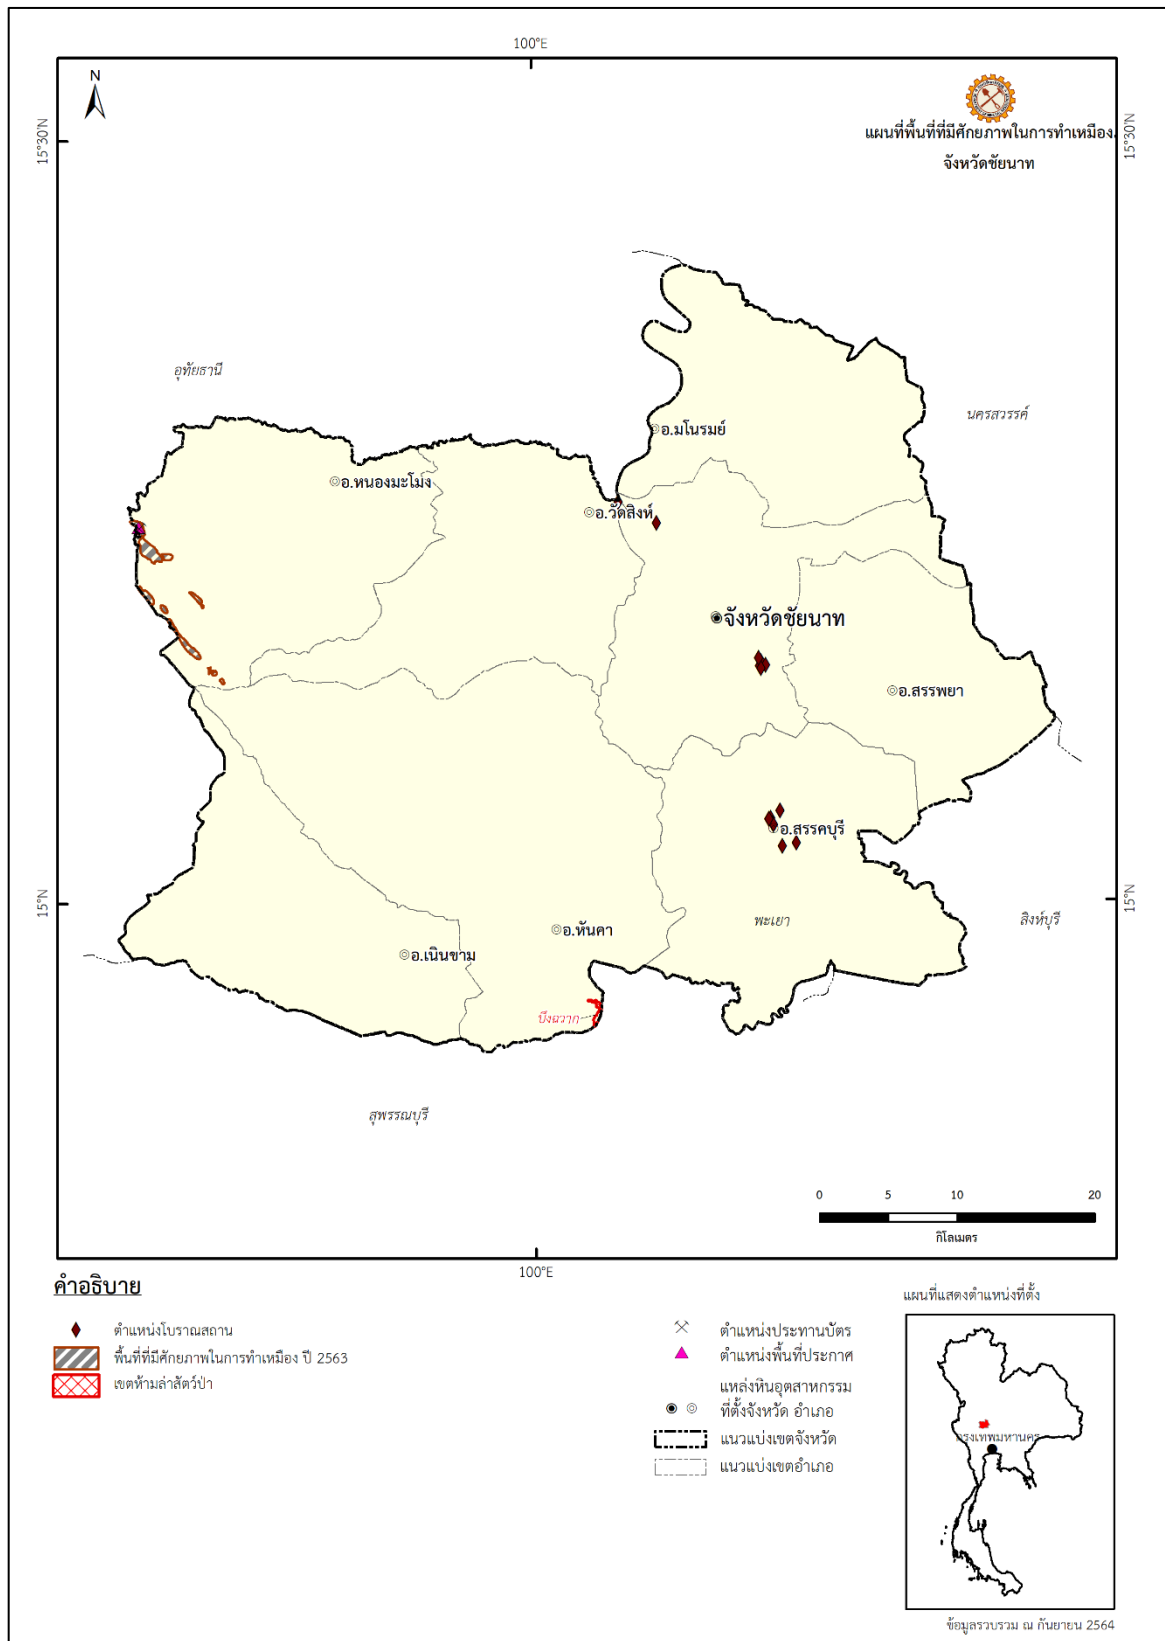 100°E
N
แผนที่พื้นที่ที่มีศักยภาพในการทำเหมือง
จังหวัดชัยนาท
15°30'N
15°30'N
อุทัยธานี
นครสวรรค์
อ.มโนรมย์
อ.หนองมะโมง
อ.วัดสิงห์
จังหวัดชัยนาท
อ.สรรพยา
อ.สรรคบุรี
15°N
15°N
พะเยา
สิงห์บุรี
อ.หันคา
อ.เนินขาม
บึงฉวาก
สุพรรณบุรี
0 5 10 20
กิโลเมตร
100°E
คำอธิบาย
ตำแหน่งโบราณสถาน
พื้นที่ที่มีศักยภาพในการทำเหมือง ปี 2563
เขตห้ามล่าสัตว์ป่า
ตำแหน่งประทานบัตร
ตำแหน่งพื้นที่ประกาศ
แหล่งหินอุตสาหกรรม
ที่ตั้งจังหวัด อำเภอ
แนวแบ่งเขตจังหวัด
แนวแบ่งเขตอำเภอ
แผนที่แสดงตำแหน่งที่ตั้ง
กรุงเทพมหานคร
ข้อมูลรวบรวม ณ กันยายน 2564